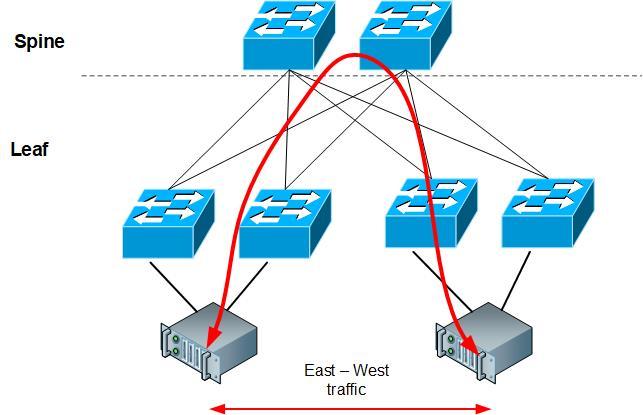 Spine
Leaf
East – West
traffic